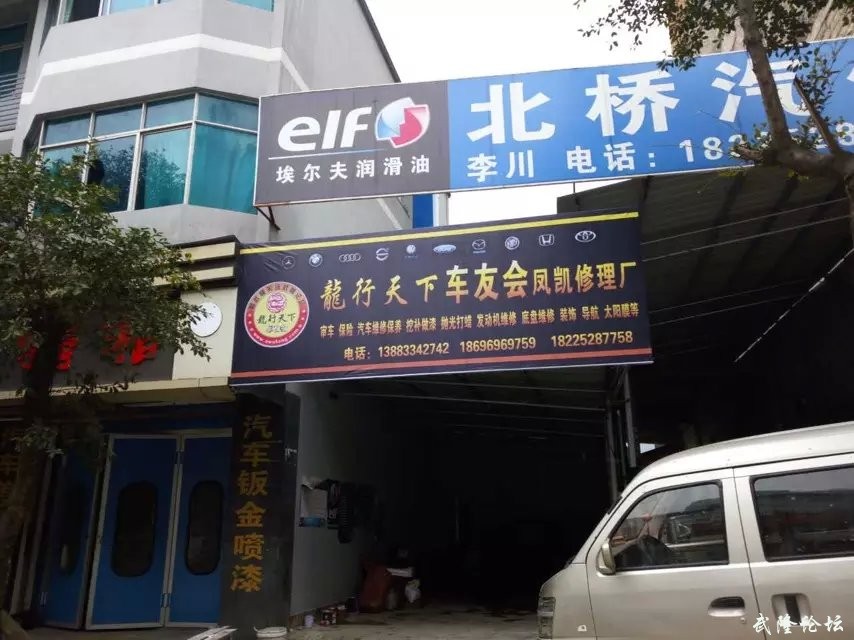 elf
埃尔夫润滑油
北桥汽
李川 电话：18
龍行天下车友会凤凯修理厂
龍行天下
审车 保险 汽车维修保养 挖补做漆 抛光打蜡 发动机维修 底盘维修 装饰 导航 太阳膜等
电话：13883342742 18696969759 18225287758
汽车钣金喷漆
武隆论坛